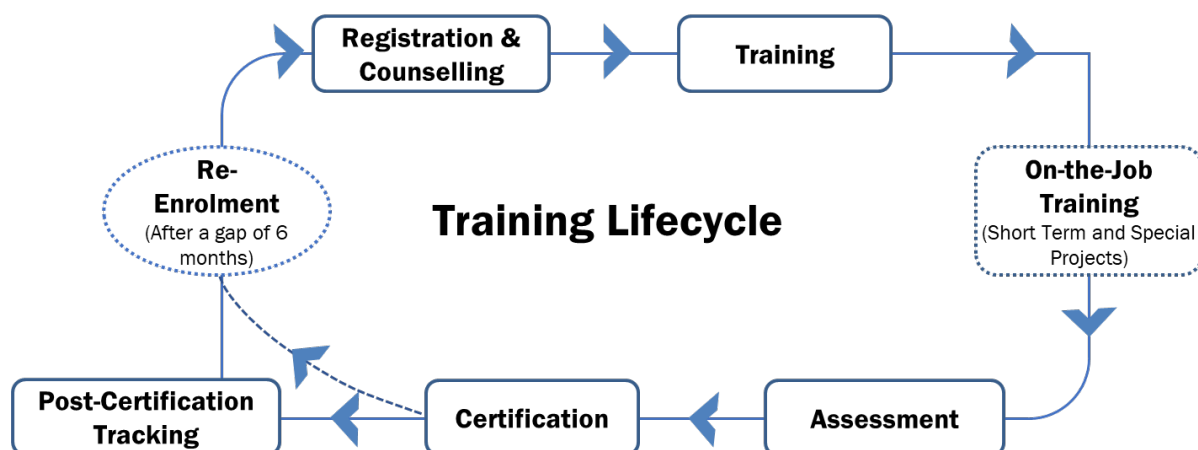 Registration &
Counselling
Training
Re-
Enrolment
(After a gap of 6
months)
Training Lifecycle
On-the-Job
Training
(Short Term and Special
Projects)
Post-Certification
Tracking
Certification
Assessment